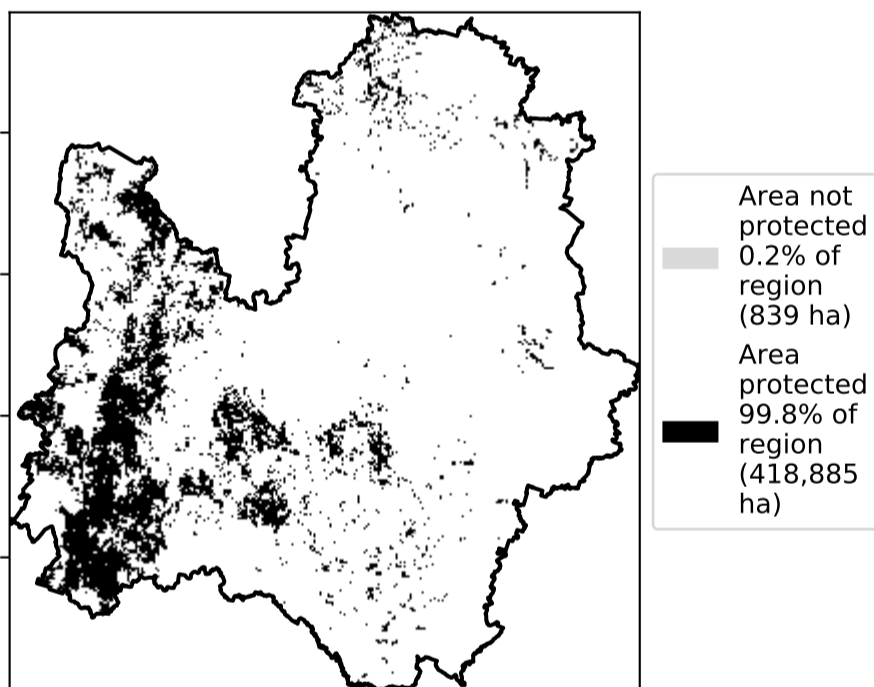 Area not
protected
0.2% of
region
(839 ha)
Area
protected
99.8% of
region
(418,885
ha)